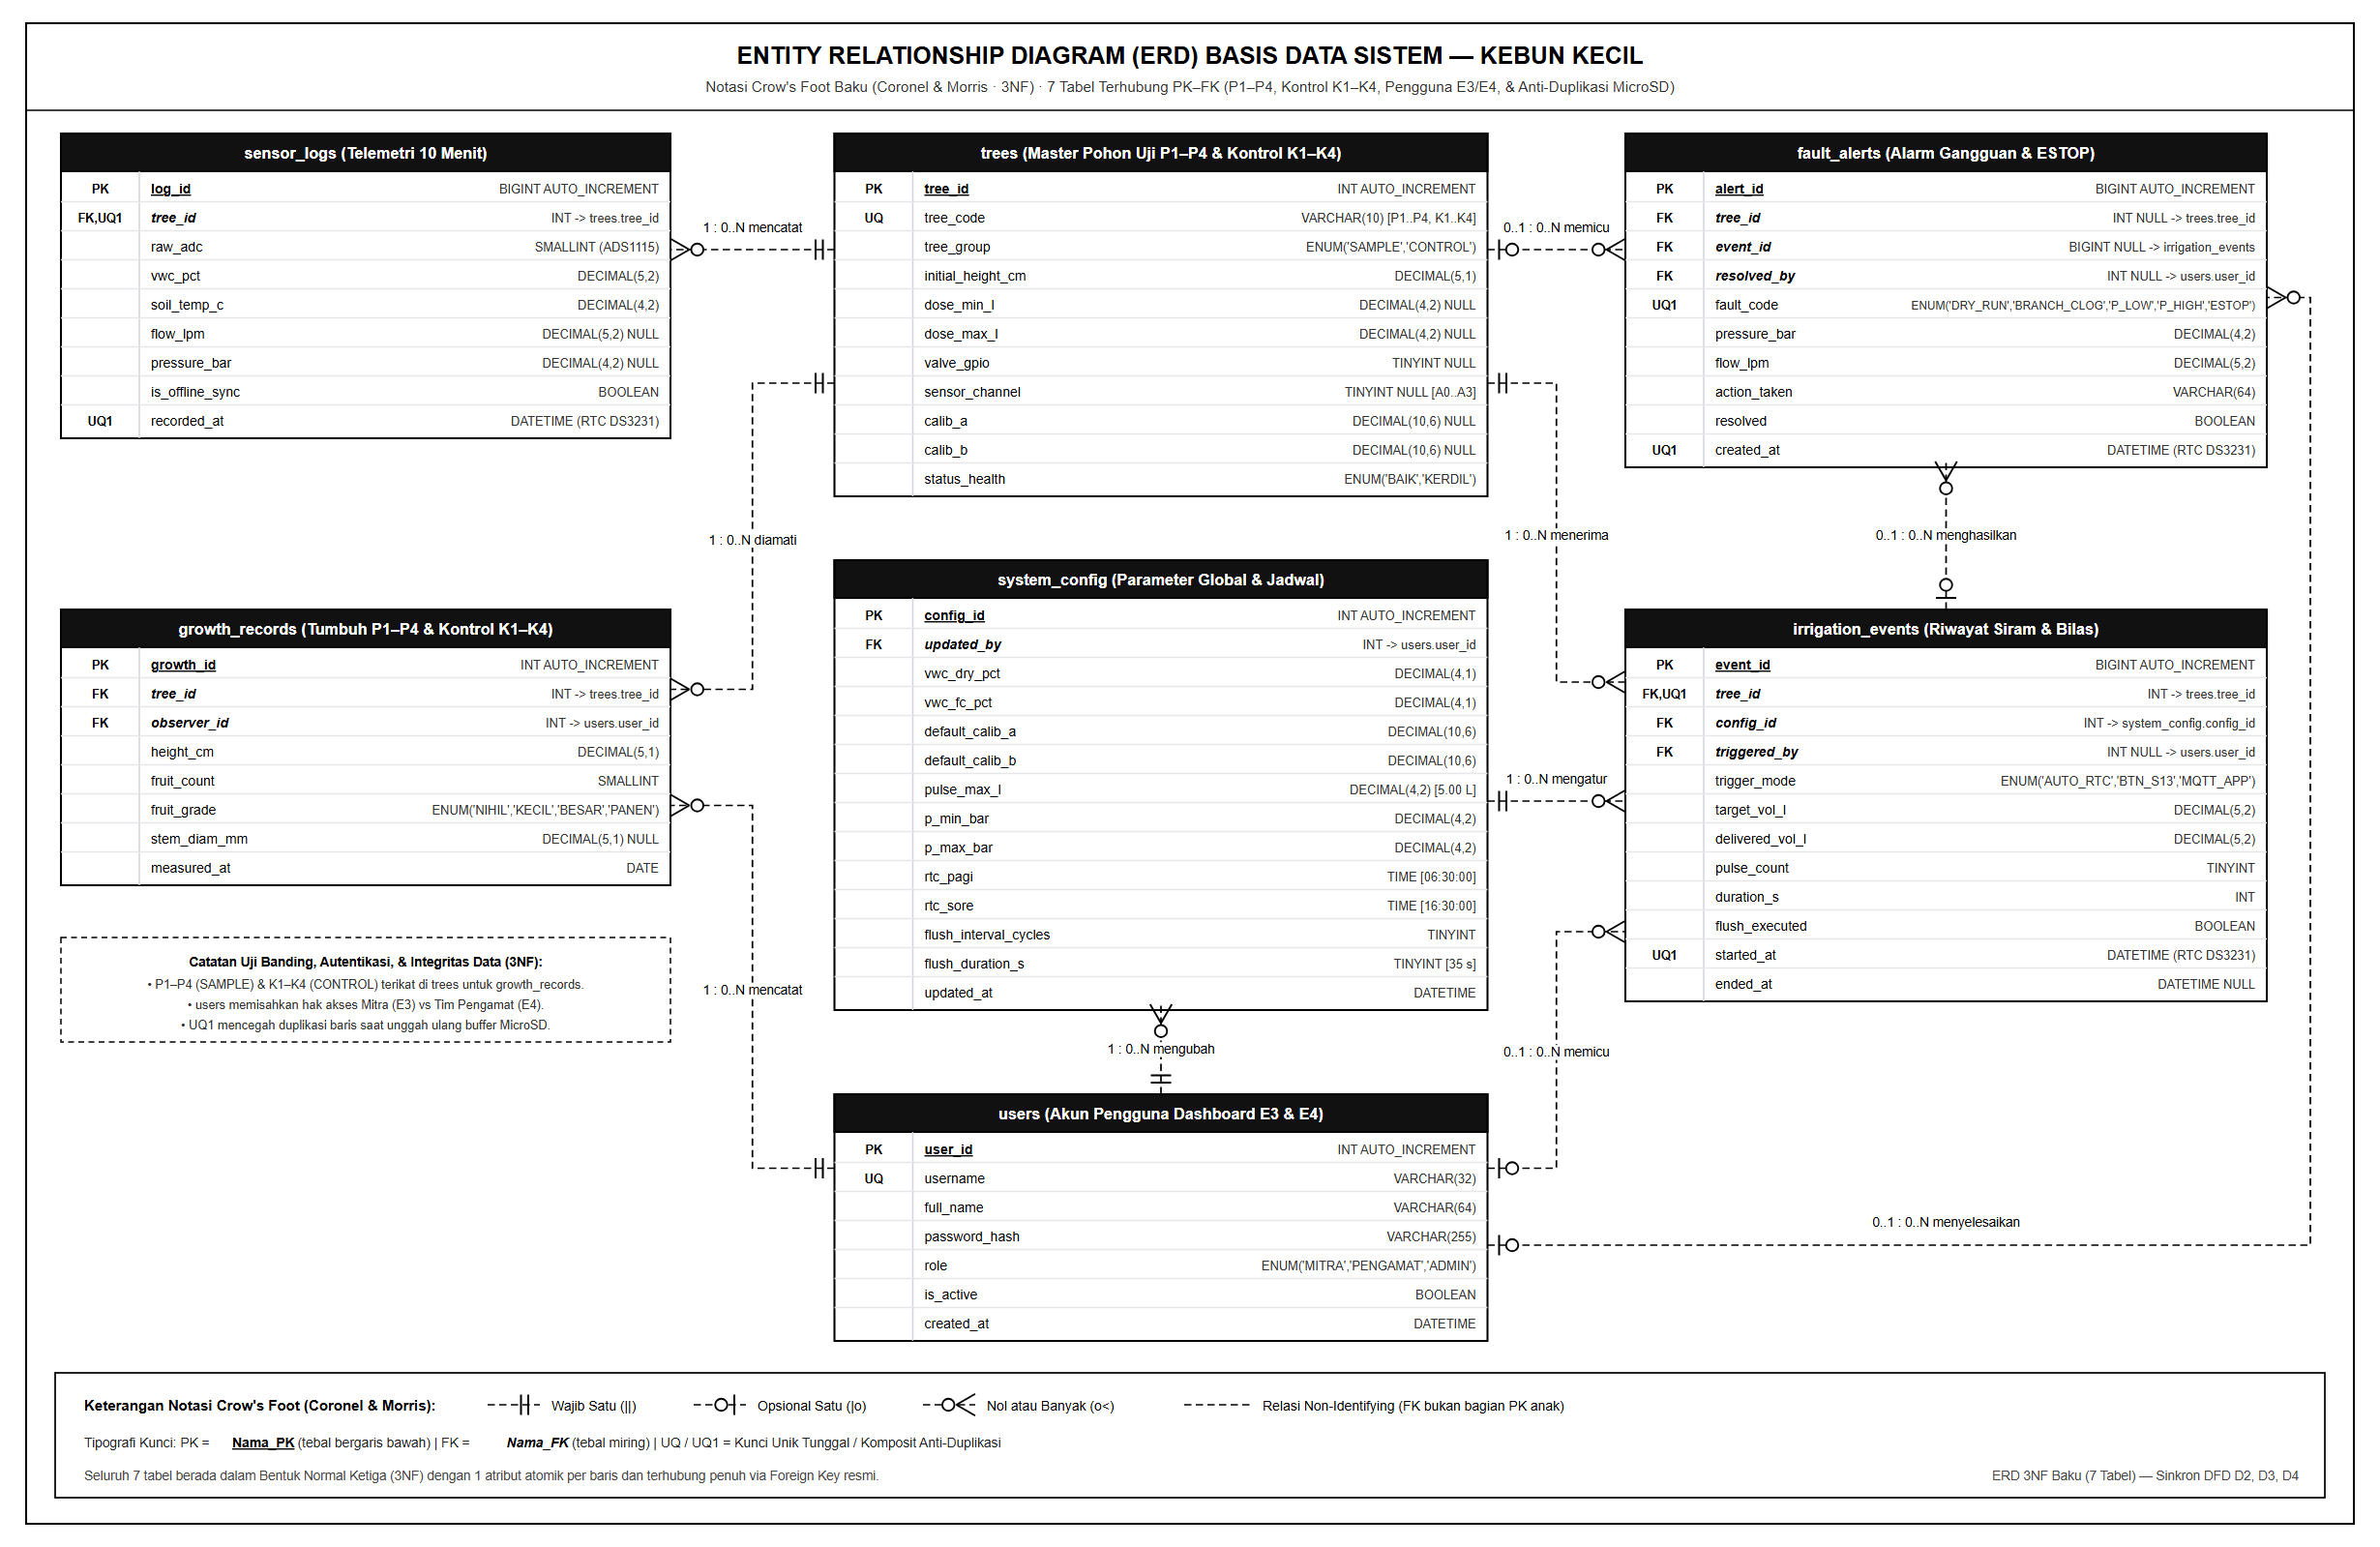 ENTITY RELATIONSHIP DIAGRAM (ERD) BASIS DATA SISTEM — KEBUN KECIL
Notasi Crow's Foot Baku (Coronel & Morris · 3NF) · 7 Tabel Terhubung PK–FK (P1–P4, Kontrol K1–K4, Pengguna E3/E4, & Anti-Duplikasi MicroSD)
sensor_logs (Telemetri 10 Menit)
PK log_id BIGINT AUTO_INCREMENT
FK,UQ1 tree_id INT -> trees.tree_id
raw_adc SMALLINT (ADS1115)
vwc_pct DECIMAL(5,2)
soil_temp_c DECIMAL(4,2)
flow_lpm DECIMAL(5,2) NULL
pressure_bar DECIMAL(4,2) NULL
is_offline_sync BOOLEAN
UQ1 recorded_at DATETIME (RTC DS3231)
1 : 0..N mencatat
trees (Master Pohon Uji P1–P4 & Kontrol K1–K4)
PK tree_id INT AUTO_INCREMENT
UQ tree_code VARCHAR(10) [P1..P4, K1..K4]
tree_group ENUM('SAMPLE','CONTROL')
initial_height_cm DECIMAL(5,1)
dose_min_l DECIMAL(4,2) NULL
dose_max_l DECIMAL(4,2) NULL
valve_gpio TINYINT NULL
sensor_channel TINYINT NULL [A0..A3]
calib_a DECIMAL(10,6) NULL
calib_b DECIMAL(10,6) NULL
status_health ENUM('BAIK','KERDIL')
0..1 : 0..N memicu
fault_alerts (Alarm Gangguan & ESTOP)
PK alert_id BIGINT AUTO_INCREMENT
FK tree_id INT NULL -> trees.tree_id
FK event_id BIGINT NULL -> irrigation_events
FK resolved_by INT NULL -> users.user_id
UQ1 fault_code ENUM('DRY_RUN','BRANCH_CLOG','P_LOW','P_HIGH','ESTOP')
pressure_bar DECIMAL(4,2)
flow_lpm DECIMAL(5,2)
action_taken VARCHAR(64)
resolved BOOLEAN
UQ1 created_at DATETIME (RTC DS3231)
1 : 0..N diamati
1 : 0..N menerima
0..1 : 0..N menghasilkan
growth_records (Tumbuh P1–P4 & Kontrol K1–K4)
PK growth_id INT AUTO_INCREMENT
FK tree_id INT -> trees.tree_id
FK observer_id INT -> users.user_id
height_cm DECIMAL(5,1)
fruit_count SMALLINT
fruit_grade ENUM('NIHIL','KECIL','BESAR','PANEN')
stem_diam_mm DECIMAL(5,1) NULL
measured_at DATE
system_config (Parameter Global & Jadwal)
PK config_id INT AUTO_INCREMENT
FK updated_by INT -> users.user_id
vwc_dry_pct DECIMAL(4,1)
vwc_fc_pct DECIMAL(4,1)
default_calib_a DECIMAL(10,6)
default_calib_b DECIMAL(10,6)
pulse_max_l DECIMAL(4,2) [5.00 L]
p_min_bar DECIMAL(4,2)
p_max_bar DECIMAL(4,2)
rtc_pagi TIME [06:30:00]
rtc_sore TIME [16:30:00]
flush_interval_cycles TINYINT
flush_duration_s TINYINT [35 s]
updated_at DATETIME
1 : 0..N mengatur
irrigation_events (Riwayat Siram & Bilas)
PK event_id BIGINT AUTO_INCREMENT
FK,UQ1 tree_id INT -> trees.tree_id
FK config_id INT -> system_config.config_id
FK triggered_by INT NULL -> users.user_id
trigger_mode ENUM('AUTO_RTC','BTN_S13','MQTT_APP')
target_vol_l DECIMAL(5,2)
delivered_vol_l DECIMAL(5,2)
pulse_count TINYINT
duration_s INT
flush_executed BOOLEAN
UQ1 started_at DATETIME (RTC DS3231)
ended_at DATETIME NULL
Catatan Uji Banding, Autentikasi, & Integritas Data (3NF):
• P1–P4 (SAMPLE) & K1–K4 (CONTROL) terikat di trees untuk growth_records.
• users memisahkan hak akses Mitra (E3) vs Tim Pengamat (E4).
• UQ1 mencegah duplikasi baris saat unggah ulang buffer MicroSD.
1 : 0..N mencatat
1 : 0..N mengubah
0..1 : 0..N memicu
users (Akun Pengguna Dashboard E3 & E4)
PK user_id INT AUTO_INCREMENT
UQ username VARCHAR(32)
full_name VARCHAR(64)
password_hash VARCHAR(255)
role ENUM('MITRA','PENGAMAT','ADMIN')
is_active BOOLEAN
created_at DATETIME
0..1 : 0..N menyelesaikan
Keterangan Notasi Crow's Foot (Coronel & Morris): Wajib Satu (||) Opsional Satu (|o) Nol atau Banyak (o<) Relasi Non-Identifying (FK bukan bagian PK anak)
Tipografi Kunci: PK = Nama_PK (tebal bergaris bawah) | FK = Nama_FK (tebal miring) | UQ / UQ1 = Kunci Unik Tunggal / Komposit Anti-Duplikasi
Seluruh 7 tabel berada dalam Bentuk Normal Ketiga (3NF) dengan 1 atribut atomik per baris dan terhubung penuh via Foreign Key resmi.
ERD 3NF Baku (7 Tabel) — Sinkron DFD D2, D3, D4